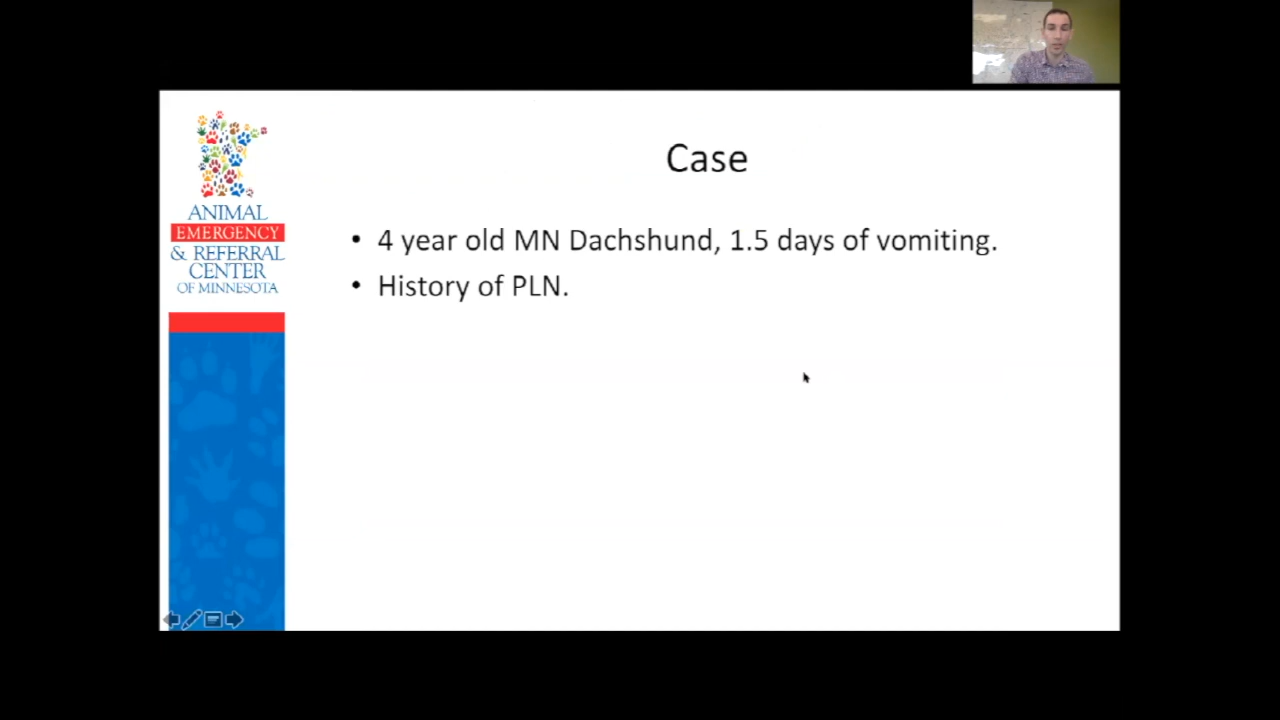 Case
ANIMAL
EMERGENCY
& REFERRAL
CENTER
OF MINNESOTA
• 4 year old MN Dachshund, 1.5 days of vomiting.
• History of PLN.